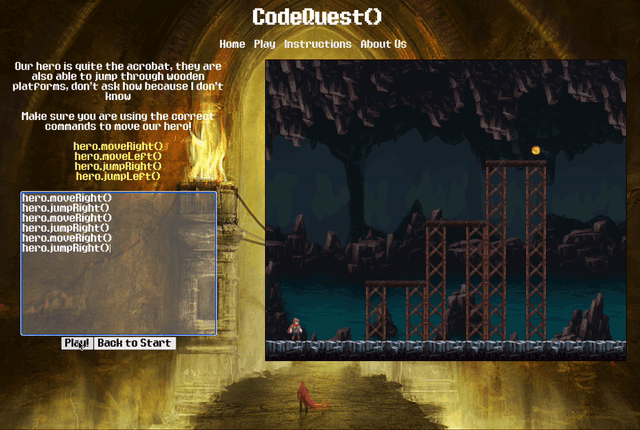 CodeQuest()
Home Play Instructions About Us
Our hero is quite the acrobat, they are
also able to jump through wooden
platforms, don't ask how because I don't
know
Make sure you are using the correct
commands to move our hero!
hero.moveRight()
hero.moveLeft()
hero.jumpRight()
hero.jumpLeft()
hero.moveRight()
hero.jumpRight()
hero.moveRight()
hero.jumpRight()
hero.moveRight()
hero.jumpRight()
Play! Back to Start